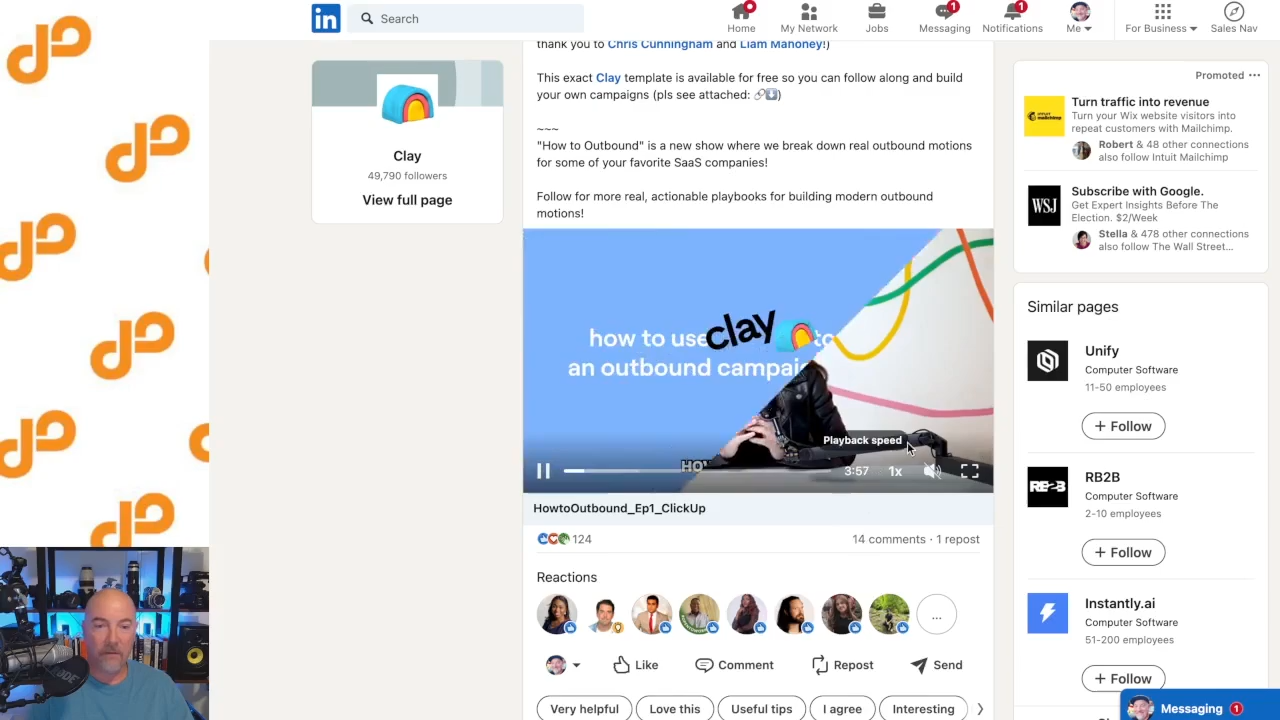 in
Search
Home
My Network
Jobs
1
Messaging
1
Notifications
Me
For Business
Sales Nav
Clay
49,790 followers
View full page
thank you to Chris Cunningham and Liam Mahoney!)
This exact Clay template is available for free so you can follow along and build
your own campaigns (pls see attached: 🔗⬇️)
~~~
"How to Outbound" is a new show where we break down real outbound motions
for some of your favorite SaaS companies!
Follow for more real, actionable playbooks for building modern outbound
motions!
how to use
clay
to
an outbound campai
Playback speed
HOW
3:57
1x
HowtoOutbound_Ep1_ClickUp
124
14 comments · 1 repost
Reactions
...
Like
Comment
Repost
Send
Very helpful
Love this
Useful tips
I agree
Interesting
Promoted
Turn traffic into revenue
Turn your Wix website visitors into
repeat customers with Mailchimp.
Robert & 48 other connections
also follow Intuit Mailchimp
WSJ
Subscribe with Google.
Get Expert Insights Before The
Election. $2/Week
Stella & 478 other connections
also follow The Wall Street...
Similar pages
Unify
Computer Software
11-50 employees
+ Follow
RB2B
RB2B
Computer Software
2-10 employees
+ Follow
Instantly.ai
Computer Software
51-200 employees
+ Follow
Messaging 1